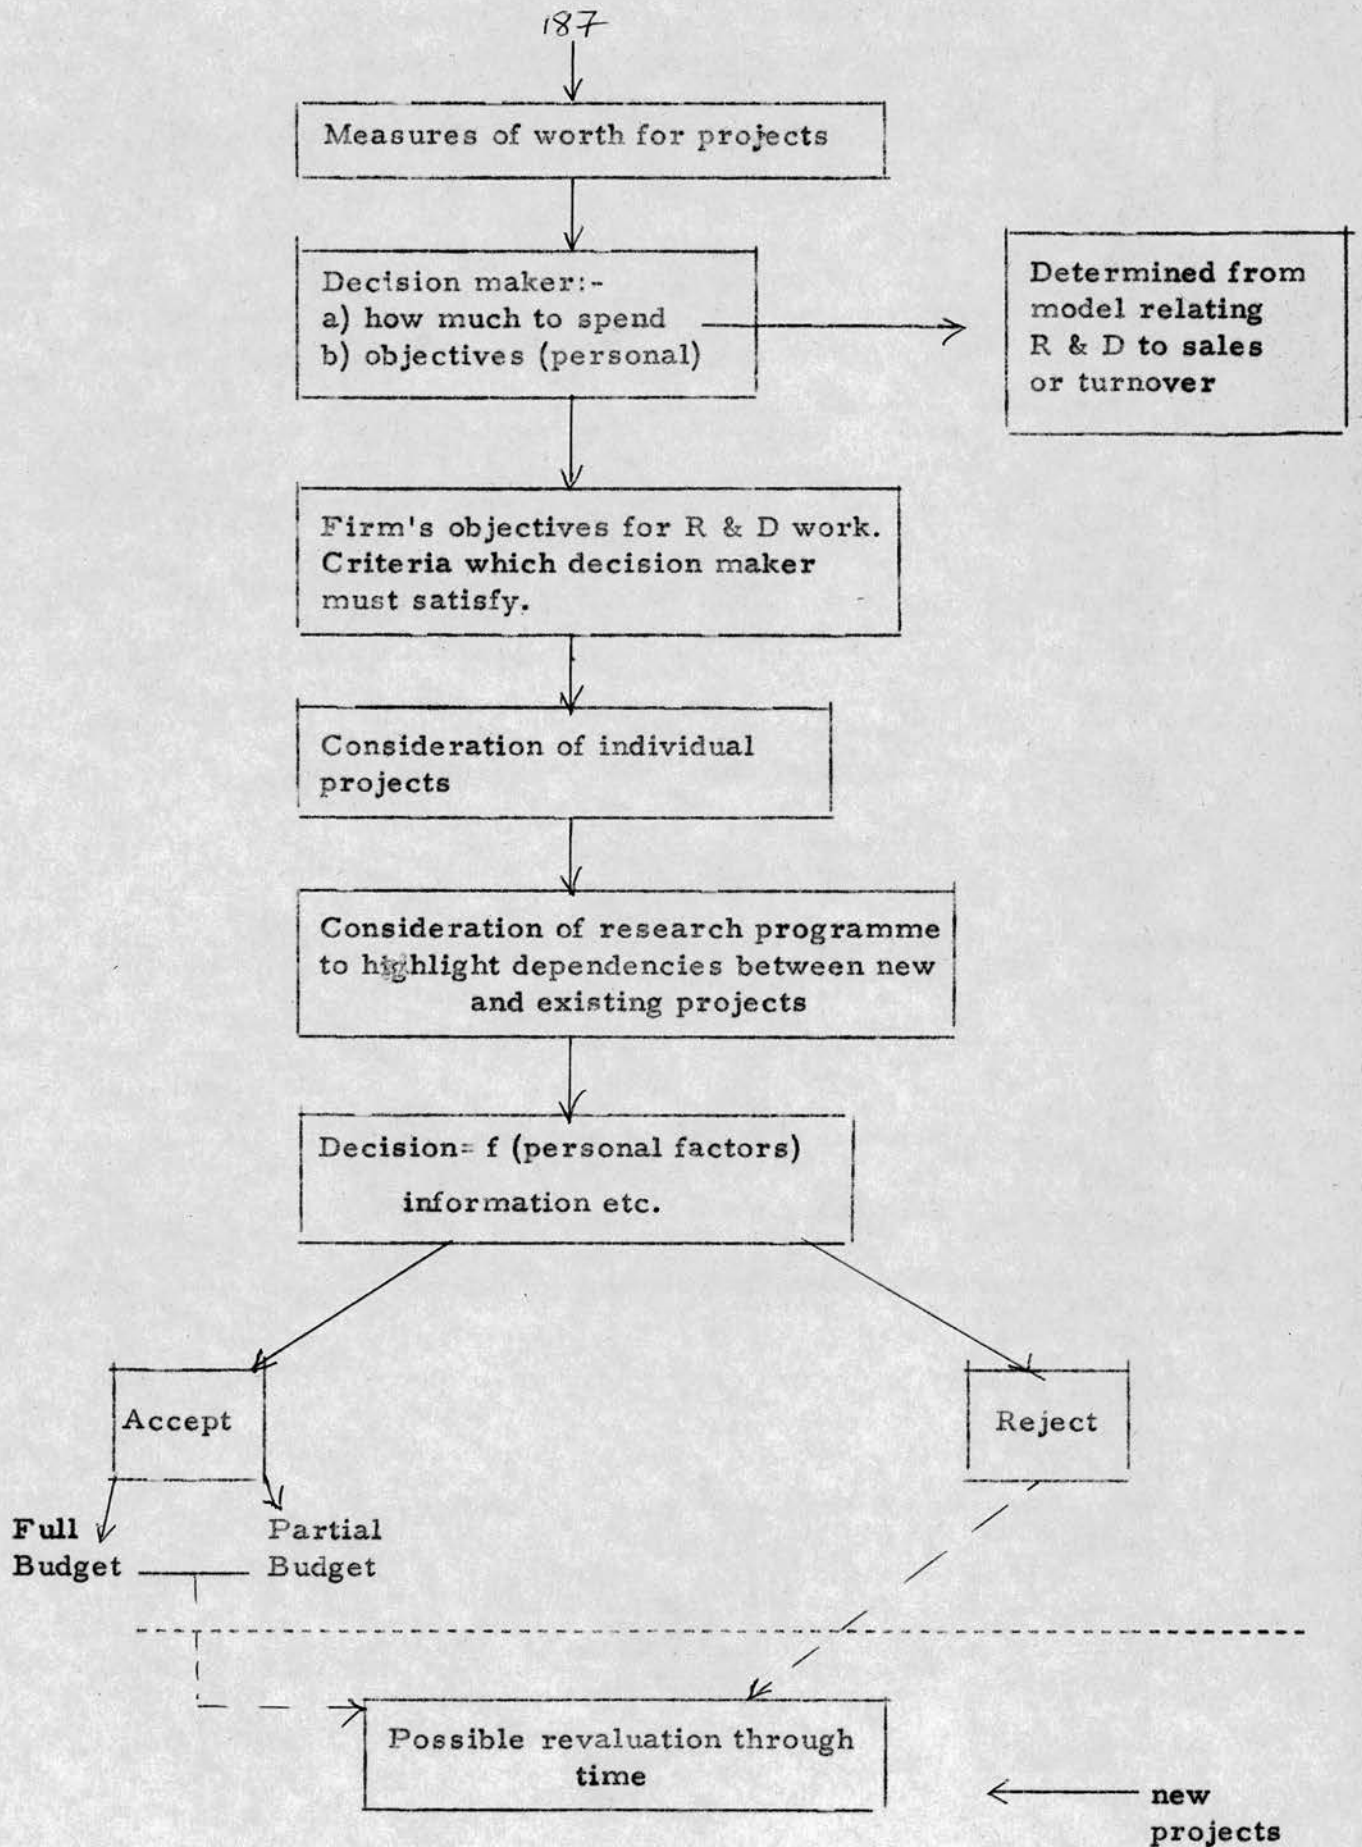 187
Measures of worth for projects
Decision maker:-
a) how much to spend
b) objectives (personal)
Determined from
model relating
R & D to sales
or turnover
Firm's objectives for R & D work.
Criteria which decision maker
must satisfy.
Consideration of individual
projects
Consideration of research programme
to highlight dependencies between new
and existing projects
Decision= f (personal factors)
information etc.
Accept
Reject
Full
Budget
Partial
Budget
Possible revaluation through
time
new
projects